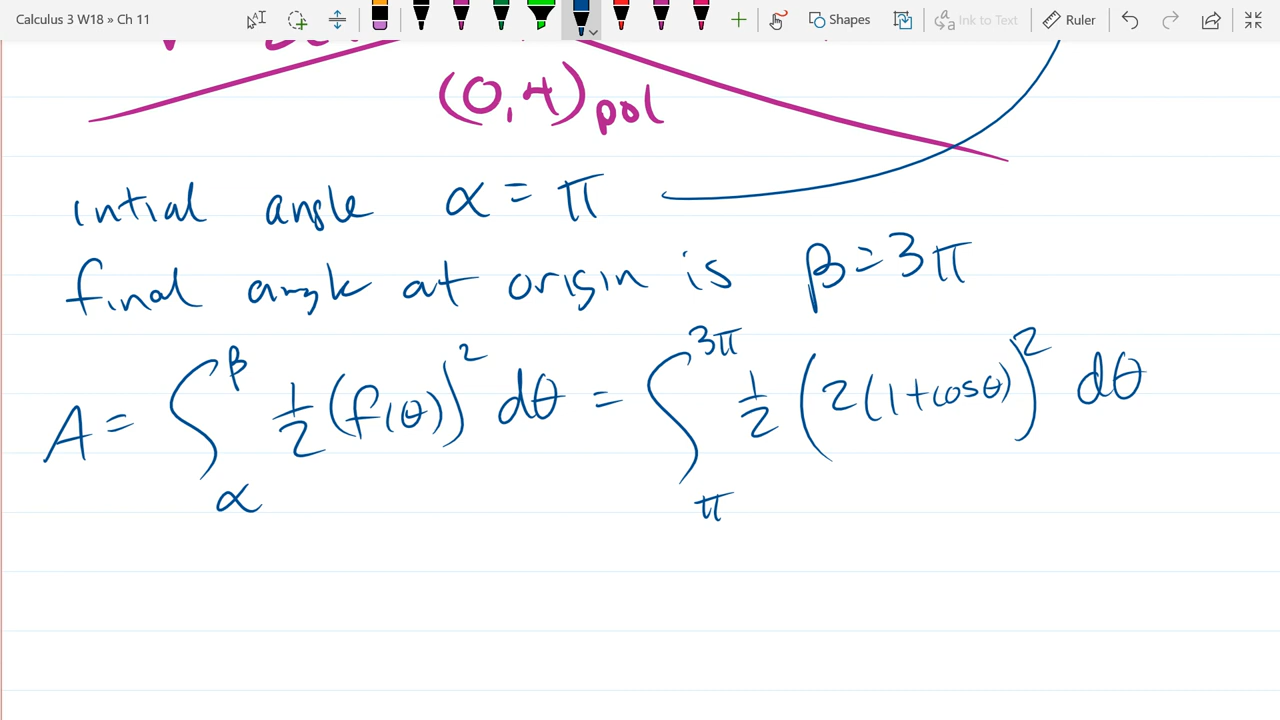 Calculus 3 W18 » Ch 11
Shapes
Ink to Text
Ruler
(0,4)pol
intial angle α = π
final angle at origin is β = 3π
A = ∫_α^β 1/2 (f(θ))^2 dθ = ∫_π^{3π} 1/2 (2(1+cosθ))^2 dθ